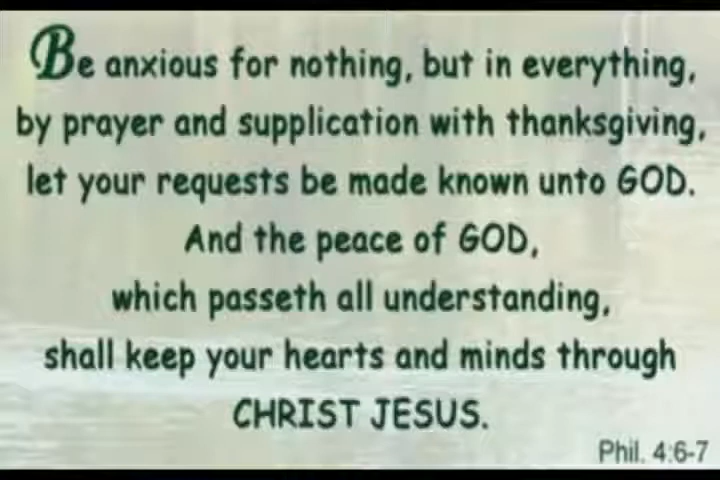 Be anxious for nothing, but in everything,
by prayer and supplication with thanksgiving,
let your requests be made known unto GOD.
And the peace of GOD,
which passeth all understanding,
shall keep your hearts and minds through
CHRIST JESUS.
Phil. 4:6-7